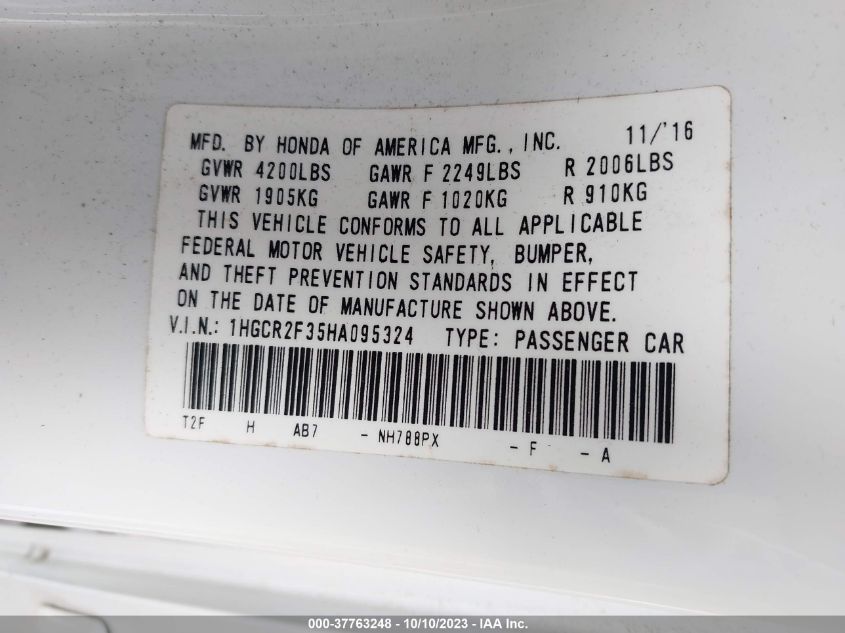 MFD. BY HONDA OF AMERICA MFG., INC. 11/'16
GVWR 4200LBS GAWR F 2249LBS R 2006LBS
GVWR 1905KG GAWR F 1020KG R 910KG
THIS VEHICLE CONFORMS TO ALL APPLICABLE
FEDERAL MOTOR VEHICLE SAFETY, BUMPER,
AND THEFT PREVENTION STANDARDS IN EFFECT
ON THE DATE OF MANUFACTURE SHOWN ABOVE.
V.I.N.: 1HGCR2F35HA095324 TYPE: PASSENGER CAR
T2F H AB7 - NH788PX - F - A
000-37763248 - 10/10/2023 - IAA Inc.